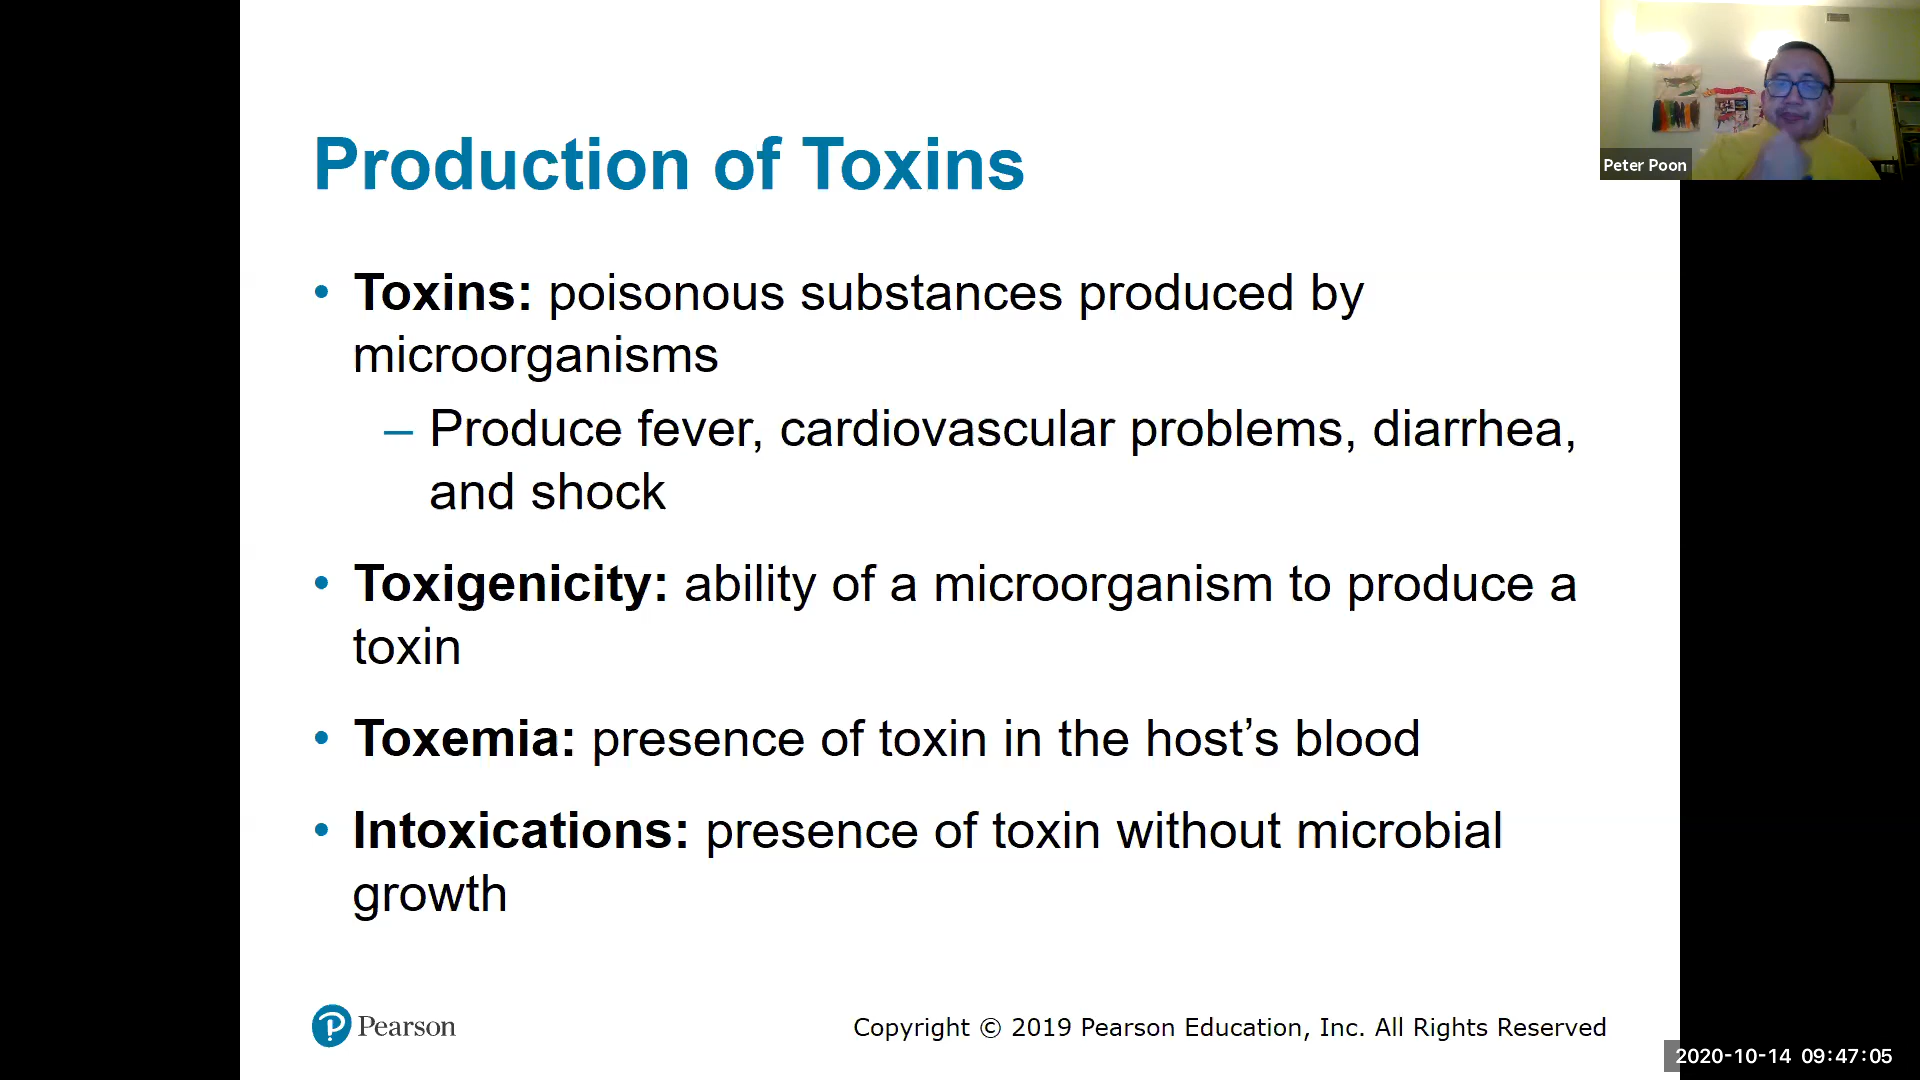 Production of Toxins
Peter Poon
• Toxins: poisonous substances produced by
microorganisms
– Produce fever, cardiovascular problems, diarrhea,
and shock
• Toxigenicity: ability of a microorganism to produce a
toxin
• Toxemia: presence of toxin in the host’s blood
• Intoxications: presence of toxin without microbial
growth
Pearson
Copyright © 2019 Pearson Education, Inc. All Rights Reserved
2020-10-14 09:47:05